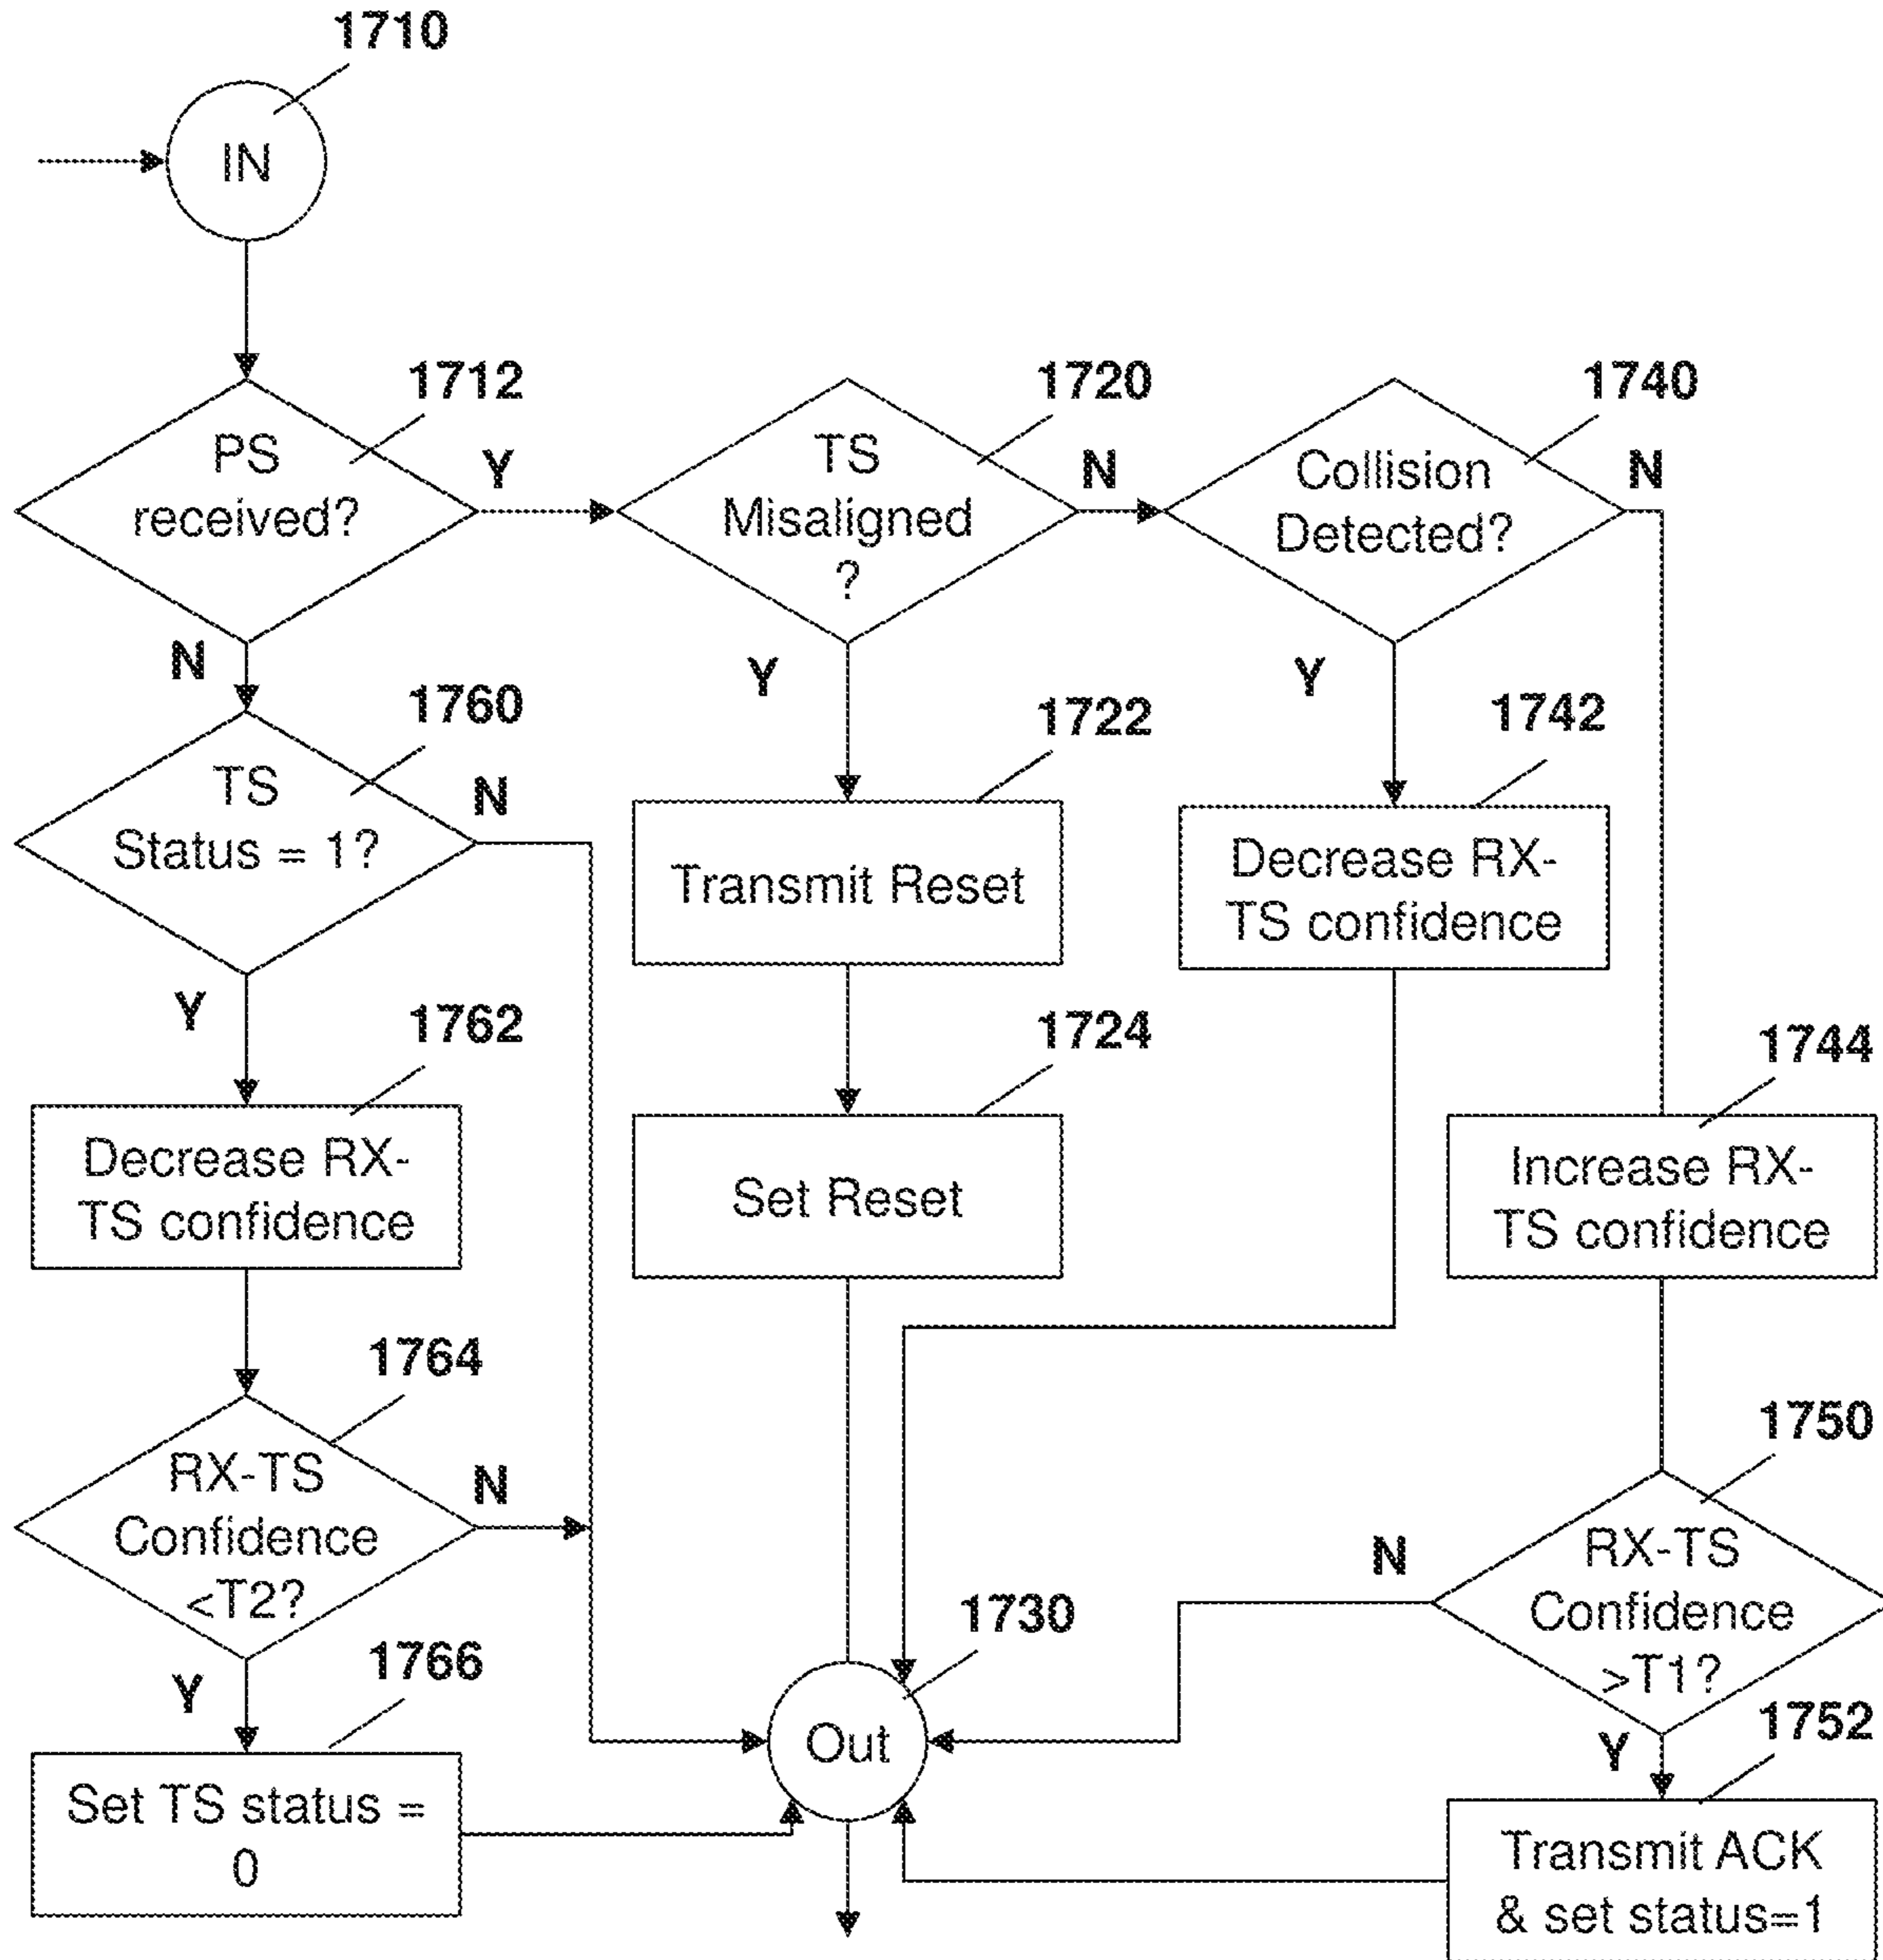 1710
IN
1712
PS
received?
Y
N
1720
TS
Misaligned
?
N
Y
1740
Collision
Detected?
N
Y
1760
TS
Status = 1?
N
Y
1722
Transmit Reset
1742
Decrease RX-
TS confidence
1762
Decrease RX-
TS confidence
1724
Set Reset
1744
Increase RX-
TS confidence
1764
RX-TS
Confidence
<T2?
N
Y
1750
RX-TS
Confidence
>T1?
N
Y
1730
Out
1766
Set TS status =
0
1752
Transmit ACK
& set status=1